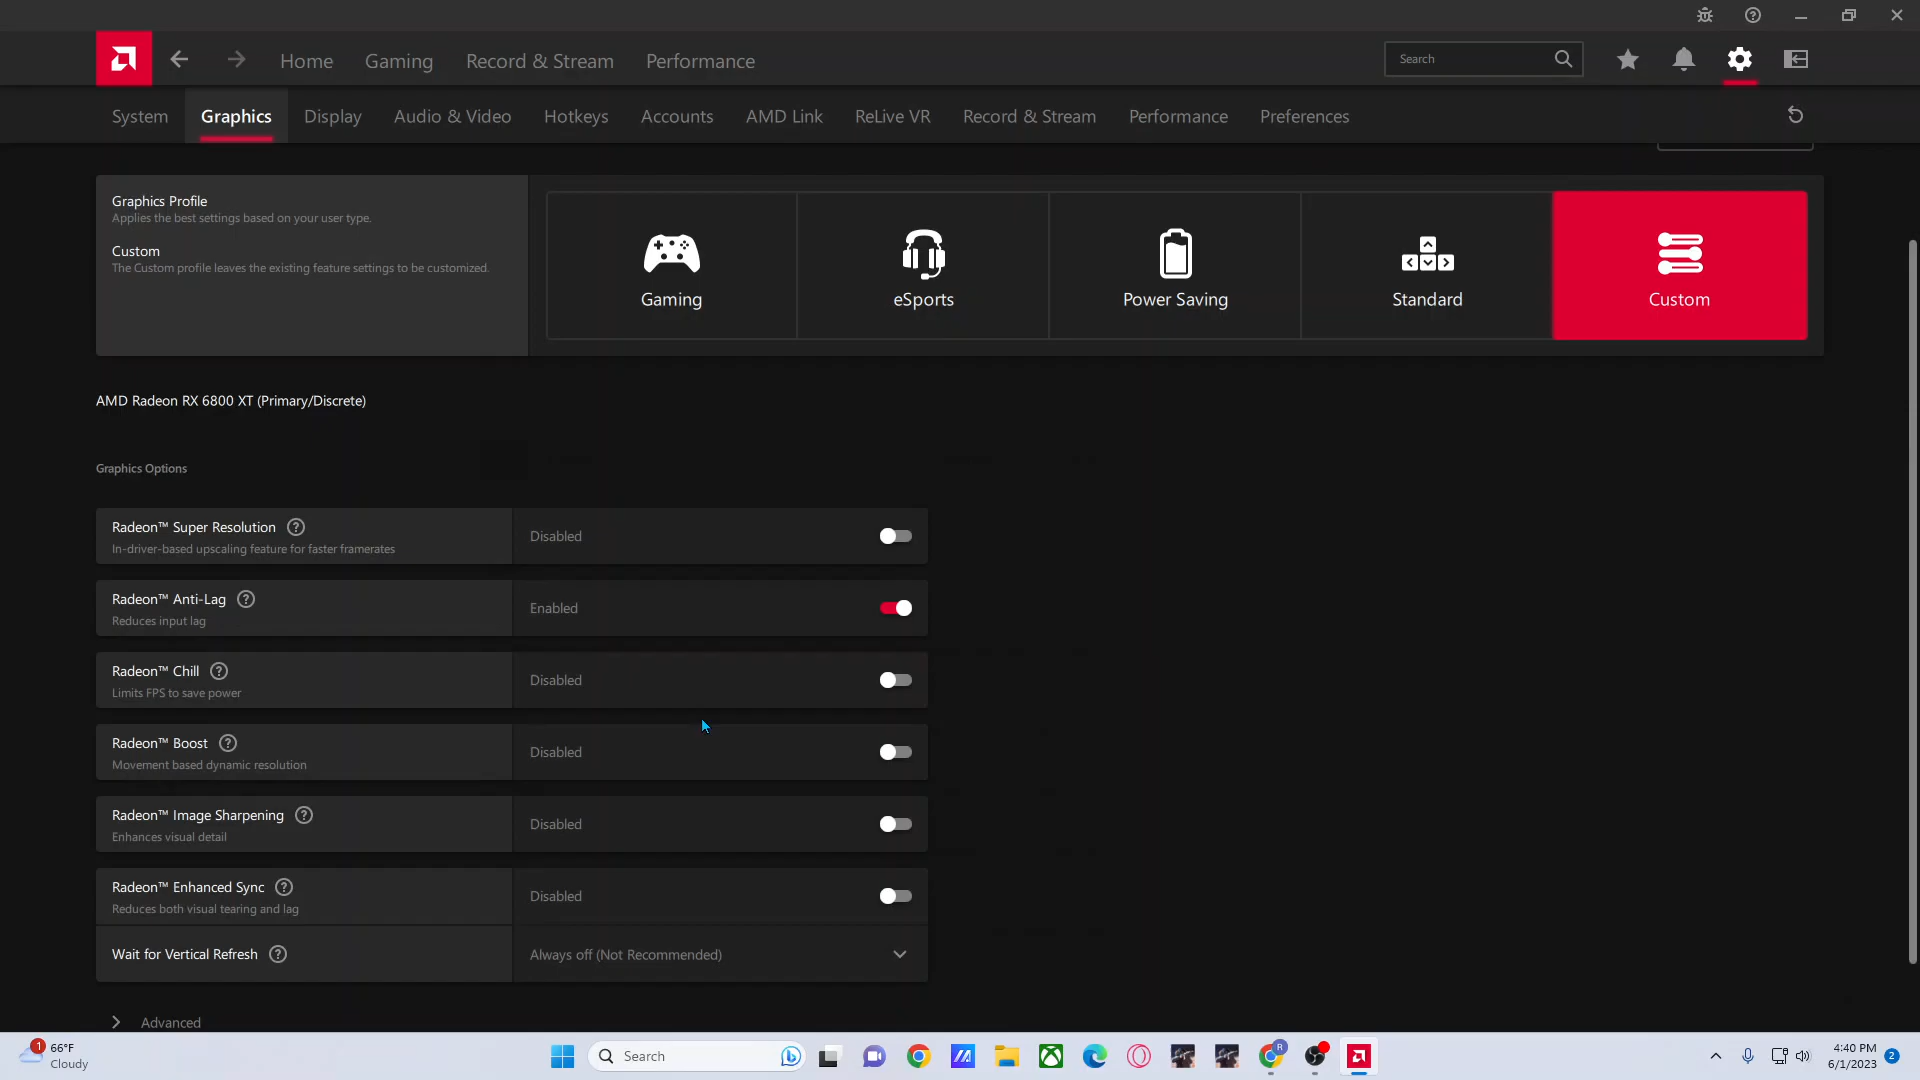 Home Gaming Record & Stream Performance Search
System Graphics Display Audio & Video Hotkeys Accounts AMD Link ReLive VR Record & Stream Performance Preferences
Graphics Profile
Applies the best settings based on your user type.
Custom
The Custom profile leaves the existing feature settings to be customized.
Gaming eSports Power Saving Standard Custom
AMD Radeon RX 6800 XT (Primary/Discrete)
Graphics Options
Radeon™ Super Resolution ? Disabled
In-driver-based upscaling feature for faster framerates
Radeon™ Anti-Lag ? Enabled
Reduces input lag
Radeon™ Chill ? Disabled
Limits FPS to save power
Radeon™ Boost ? Disabled
Movement based dynamic resolution
Radeon™ Image Sharpening ? Disabled
Enhances visual detail
Radeon™ Enhanced Sync ? Disabled
Reduces both visual tearing and lag
Wait for Vertical Refresh ? Always off (Not Recommended)
Advanced
1 66°F
Cloudy
Search
R
4:40 PM
6/1/2023 2